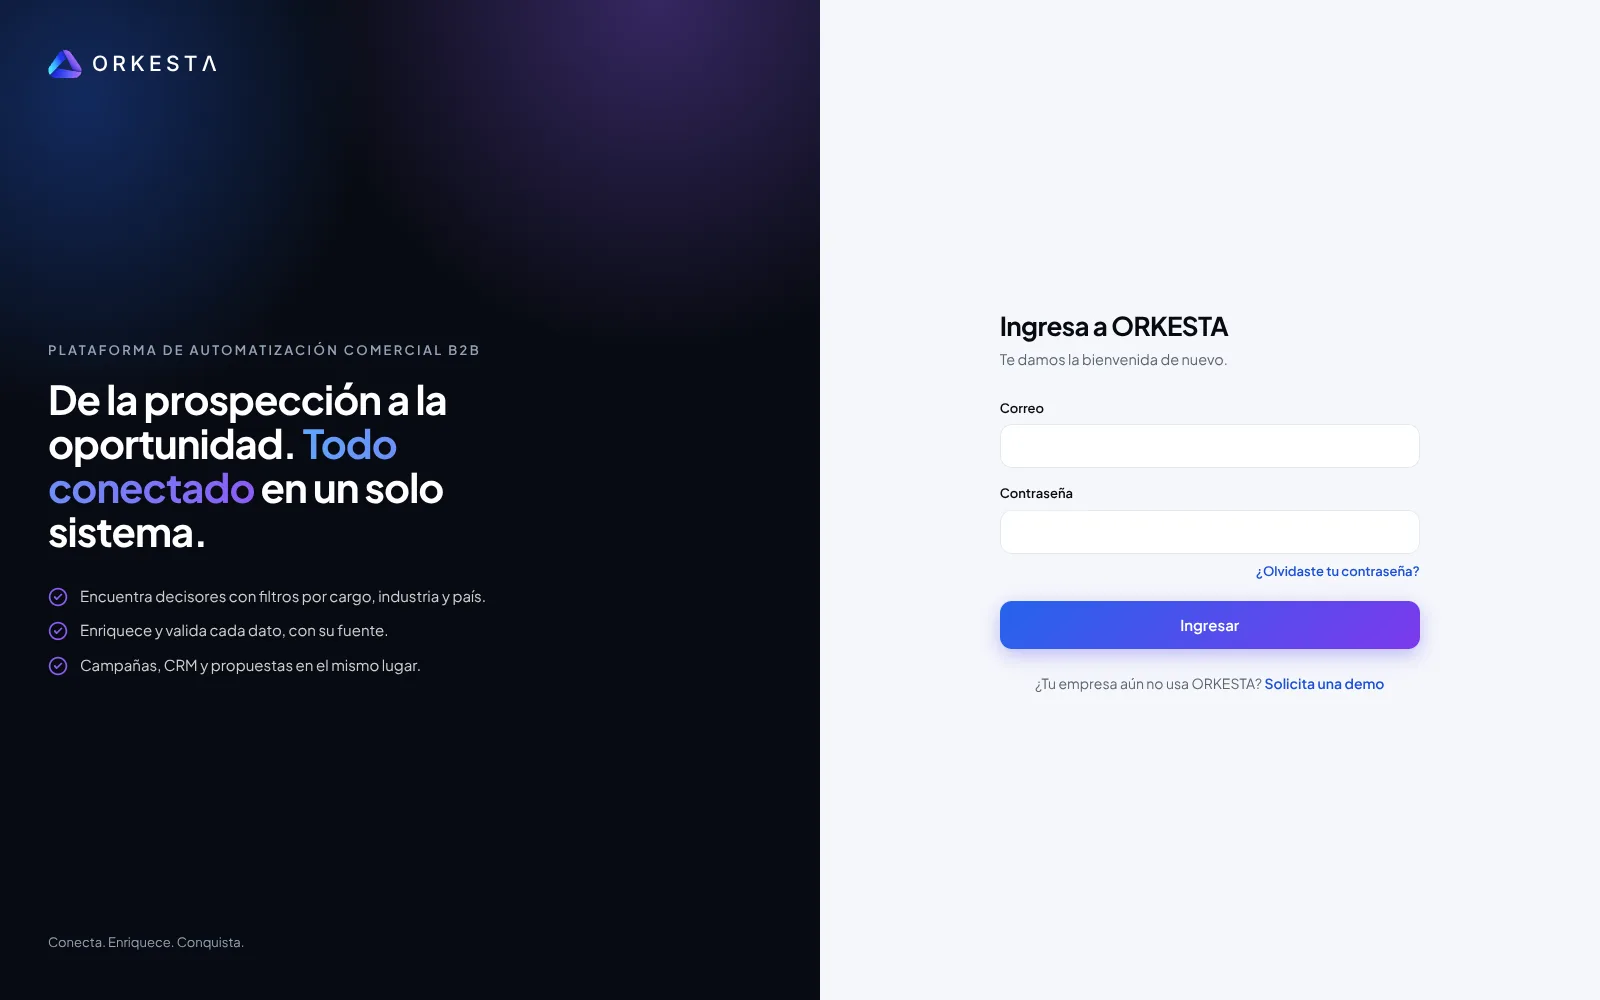 ORKESTA
PLATAFORMA DE AUTOMATIZACIÓN COMERCIAL B2B
De la prospección a la
oportunidad. Todo
conectado en un solo
sistema.
Encuentra decisores con filtros por cargo, industria y país.
Enriquece y valida cada dato, con su fuente.
Campañas, CRM y propuestas en el mismo lugar.
Conecta. Enriquece. Conquista.
Ingresa a ORKESTA
Te damos la bienvenida de nuevo.
Correo
Contraseña
¿Olvidaste tu contraseña?
Ingresar
¿Tu empresa aún no usa ORKESTA? Solicita una demo